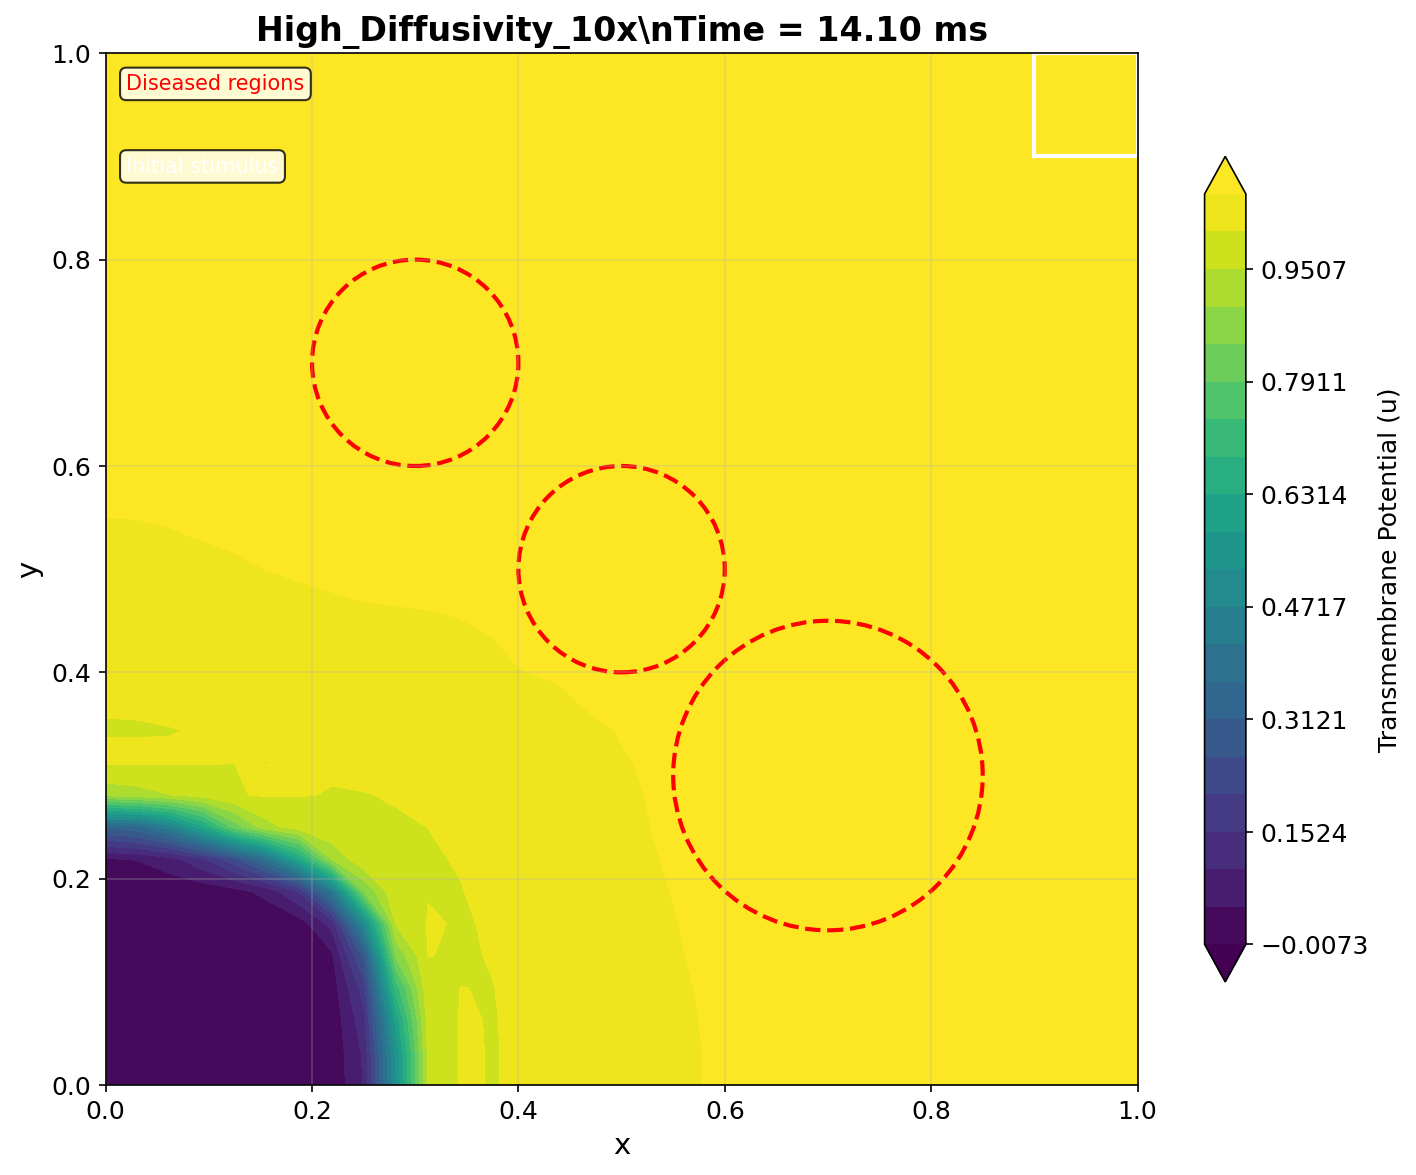 High_Diffusivity_10x\nTime = 14.10 ms
Diseased regions
Initial stimulus
1.0
0.8
0.6
0.4
0.2
0.0
y
0.0 0.2 0.4 0.6 0.8 1.0
x
0.9507
0.7911
0.6314
0.4717
0.3121
0.1524
−0.0073
Transmembrane Potential (u)